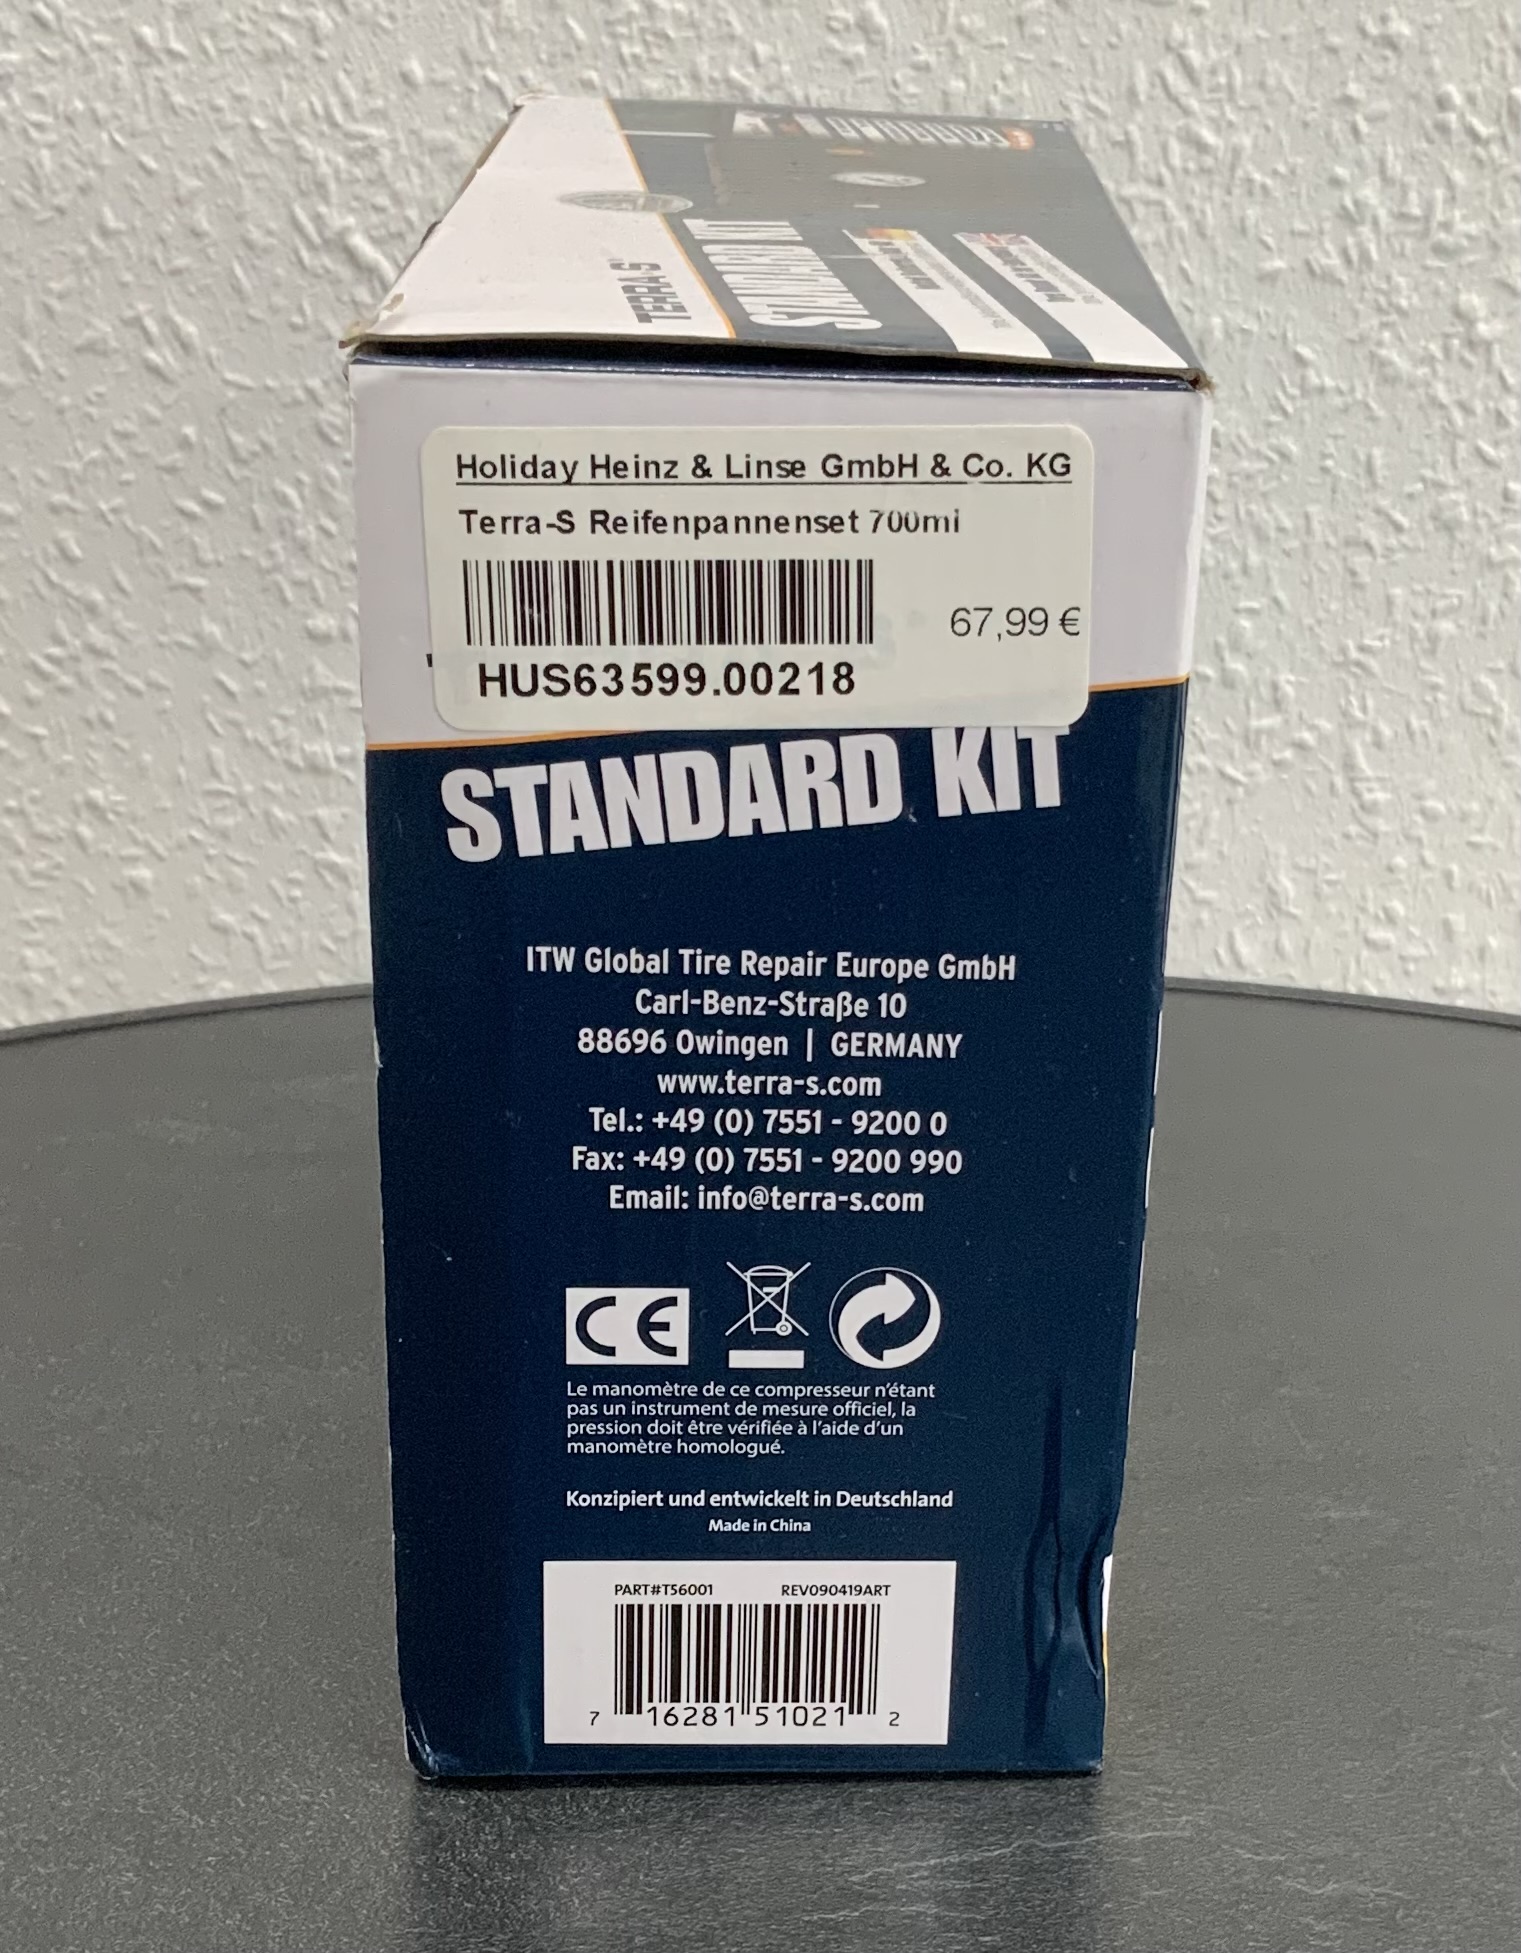 TERRA-S
STANDARD KIT
Holiday Heinz & Linse GmbH & Co. KG
Terra-S Reifenpannenset 700ml
67,99 €
HUS63599.00218
STANDARD KIT
ITW Global Tire Repair Europe GmbH
Carl-Benz-Straße 10
88696 Owingen | GERMANY
www.terra-s.com
Tel.: +49 (0) 7551 - 9200 0
Fax: +49 (0) 7551 - 9200 990
Email: info@terra-s.com
CE
Le manomètre de ce compresseur n'étant
pas un instrument de mesure officiel, la
pression doit être vérifiée à l'aide d'un
manomètre homologué.
Konzipiert und entwickelt in Deutschland
Made in China
PART#T56001 REV090419ART
7 16281 51021 2